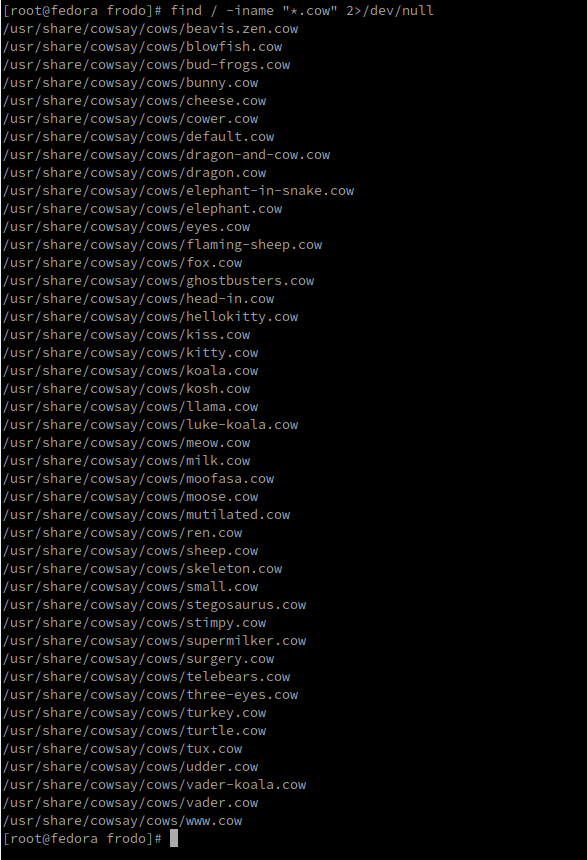 [root@fedora frodo]# find / -iname "*.cow" 2>/dev/null
/usr/share/cowsay/cows/beavis.zen.cow
/usr/share/cowsay/cows/blowfish.cow
/usr/share/cowsay/cows/bud-frogs.cow
/usr/share/cowsay/cows/bunny.cow
/usr/share/cowsay/cows/cheese.cow
/usr/share/cowsay/cows/cower.cow
/usr/share/cowsay/cows/default.cow
/usr/share/cowsay/cows/dragon-and-cow.cow
/usr/share/cowsay/cows/dragon.cow
/usr/share/cowsay/cows/elephant-in-snake.cow
/usr/share/cowsay/cows/elephant.cow
/usr/share/cowsay/cows/eyes.cow
/usr/share/cowsay/cows/flaming-sheep.cow
/usr/share/cowsay/cows/fox.cow
/usr/share/cowsay/cows/ghostbusters.cow
/usr/share/cowsay/cows/head-in.cow
/usr/share/cowsay/cows/hellokitty.cow
/usr/share/cowsay/cows/kiss.cow
/usr/share/cowsay/cows/kitty.cow
/usr/share/cowsay/cows/koala.cow
/usr/share/cowsay/cows/kosh.cow
/usr/share/cowsay/cows/llama.cow
/usr/share/cowsay/cows/luke-koala.cow
/usr/share/cowsay/cows/meow.cow
/usr/share/cowsay/cows/milk.cow
/usr/share/cowsay/cows/moofasa.cow
/usr/share/cowsay/cows/moose.cow
/usr/share/cowsay/cows/mutilated.cow
/usr/share/cowsay/cows/ren.cow
/usr/share/cowsay/cows/sheep.cow
/usr/share/cowsay/cows/skeleton.cow
/usr/share/cowsay/cows/small.cow
/usr/share/cowsay/cows/stegosaurus.cow
/usr/share/cowsay/cows/stimpy.cow
/usr/share/cowsay/cows/supermilker.cow
/usr/share/cowsay/cows/surgery.cow
/usr/share/cowsay/cows/telebears.cow
/usr/share/cowsay/cows/three-eyes.cow
/usr/share/cowsay/cows/turkey.cow
/usr/share/cowsay/cows/turtle.cow
/usr/share/cowsay/cows/tux.cow
/usr/share/cowsay/cows/udder.cow
/usr/share/cowsay/cows/vader-koala.cow
/usr/share/cowsay/cows/vader.cow
/usr/share/cowsay/cows/www.cow
[root@fedora frodo]#